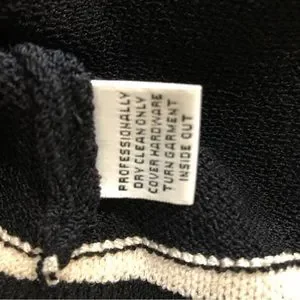 PROFESSIONALLY
DRY CLEAN ONLY
COVER HARDWARE
TURN GARMENT
INSIDE OUT